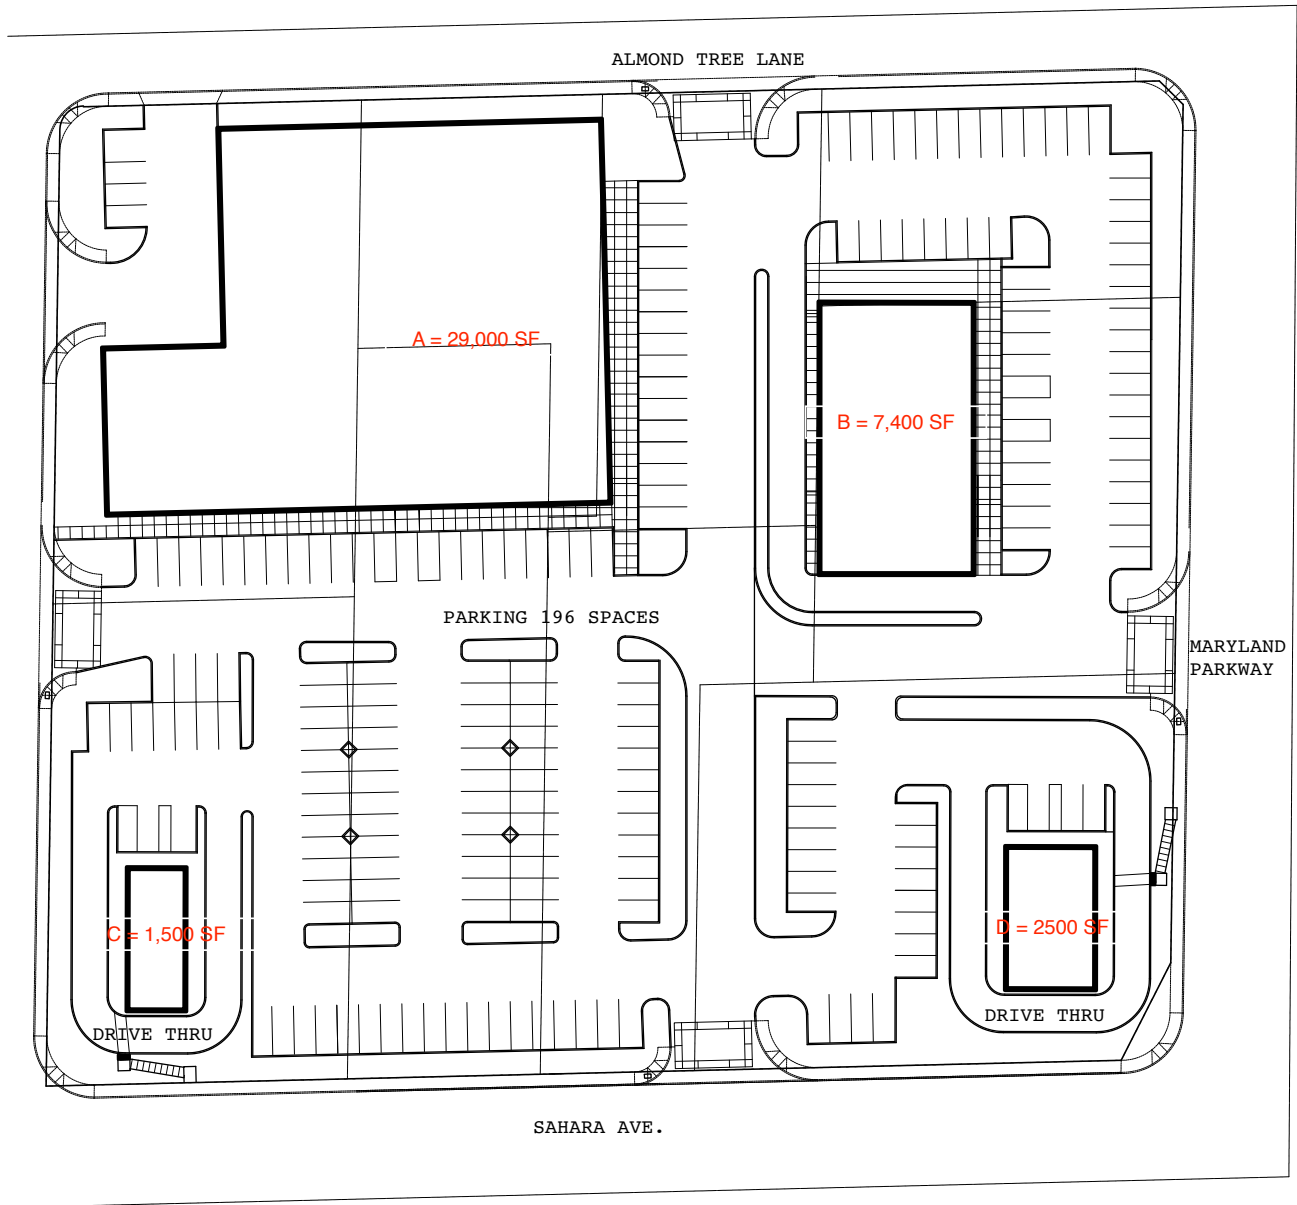 ALMOND TREE LANE
A = 29,000 SF
B = 7,400 SF
PARKING 196 SPACES
MARYLAND
PARKWAY
C = 1,500 SF
D = 2500 SF
DRIVE THRU
DRIVE THRU
SAHARA AVE.